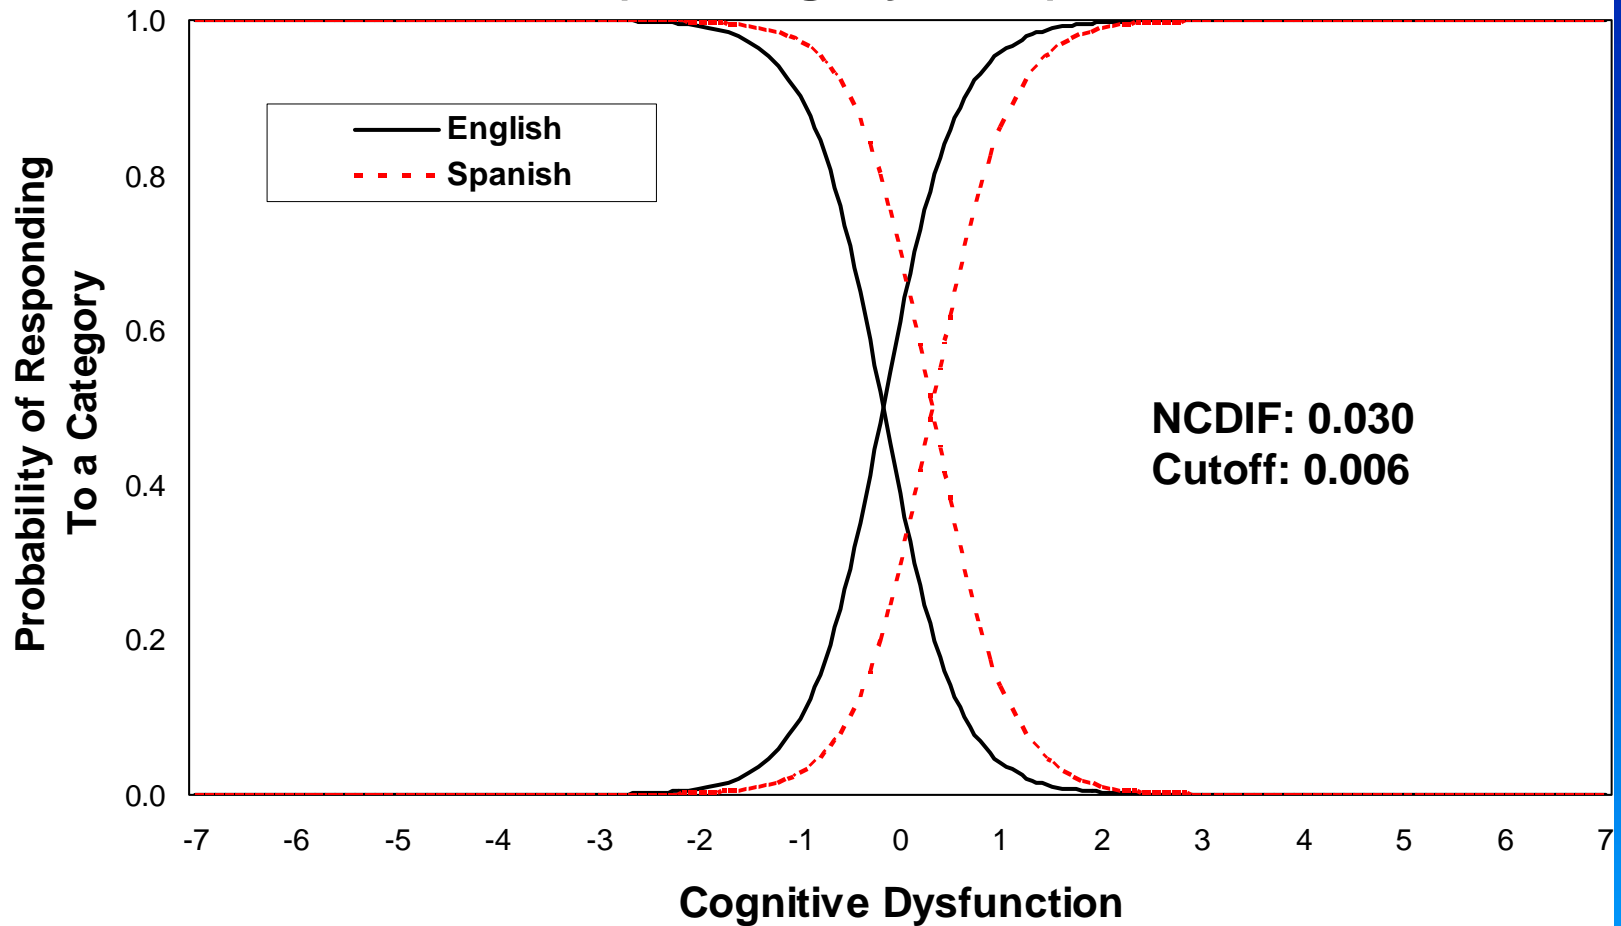 1.0
0.8
0.6
0.4
0.2
0.0
English
Spanish
Probability of Responding
To a Category
NCDIF: 0.030
Cutoff: 0.006
-7 -6 -5 -4 -3 -2 -1 0 1 2 3 4 5 6 7
Cognitive Dysfunction